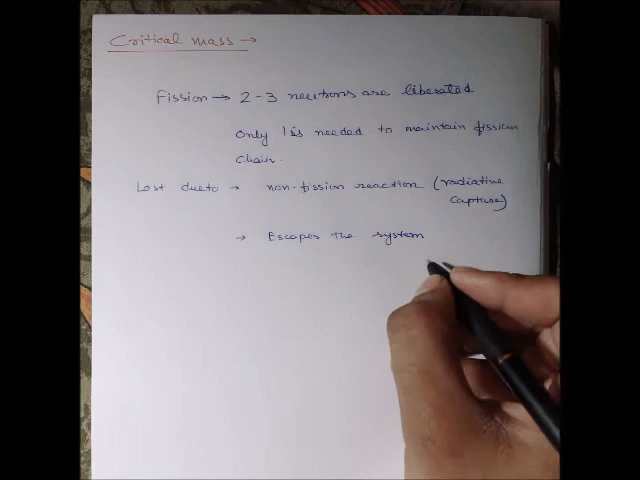 Critical mass →
Fission → 2-3 neutrons are liberated
Only 1 is needed to maintain fission
chain.
Lost due to → non-fission reaction (radiative
capture)
→ Escapes the system